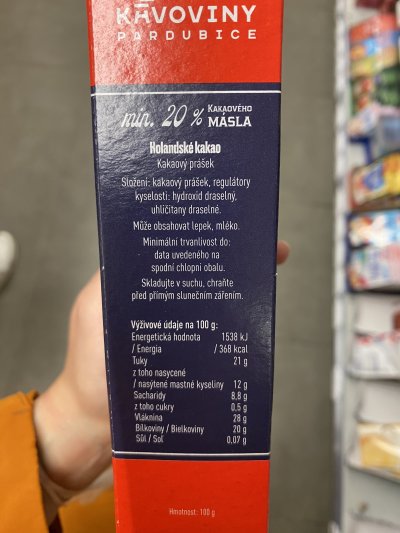 KÁVOVINY
PARDUBICE
min. 20 % KAKAOVÉHO
MÁSLA
Holandské kakao
Kakaový prášek
Složení: kakaový prášek, regulátory
kyselosti: hydroxid draselný,
uhličitany draselné.
Může obsahovat lepek, mléko.
Minimální trvanlivost do:
data uvedeného na
spodní chlopni obalu.
Skladujte v suchu, chraňte
před přímým slunečním zářením.
Výživové údaje na 100 g:
Energetická hodnota 1538 kJ
/ Energia / 368 kcal
Tuky 21 g
z toho nasycené
/ nasýtené mastné kyseliny 12 g
Sacharidy 8,8 g
z toho cukry 0,5 g
Vláknina 28 g
Bílkoviny / Bielkoviny 20 g
Sůl / Soľ 0,07 g
Hmotnost: 100 g